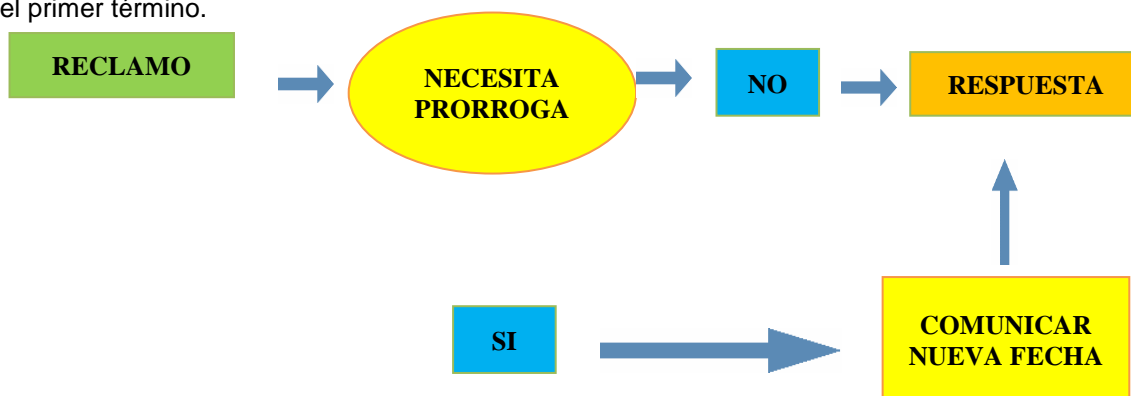 el primer término.
RECLAMO
NECESITA
PRORROGA
NO
RESPUESTA
SI
COMUNICAR
NUEVA FECHA